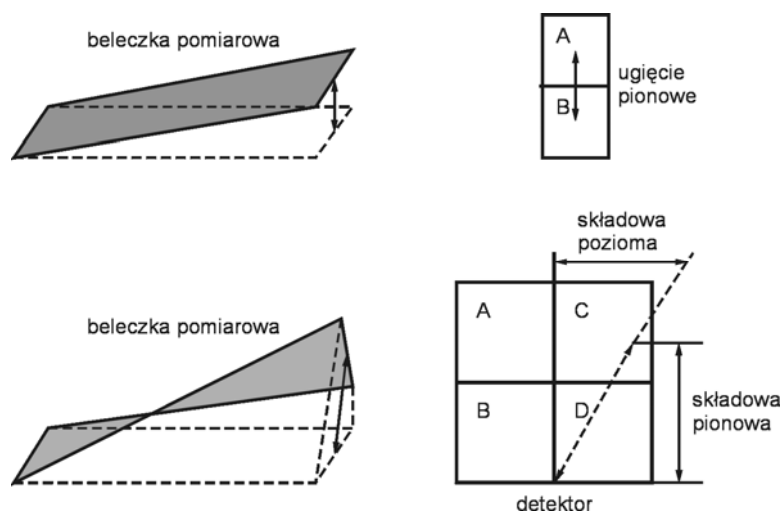 beleczka pomiarowa
A
B
ugięcie
pionowe
składowa
pozioma
beleczka pomiarowa
A
C
B
D
składowa
pionowa
detektor